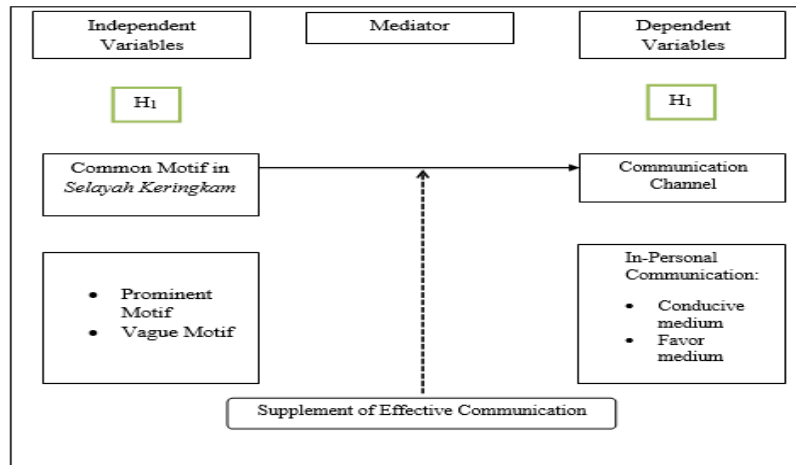 Independent
Variables
Mediator
Dependent
Variables
H1
H1
Common Motif in
Selayah Keringkam
Communication
Channel
• Prominent
Motif
• Vague Motif
In-Personal
Communication:
• Conducive
medium
• Favor
medium
Supplement of Effective Communication